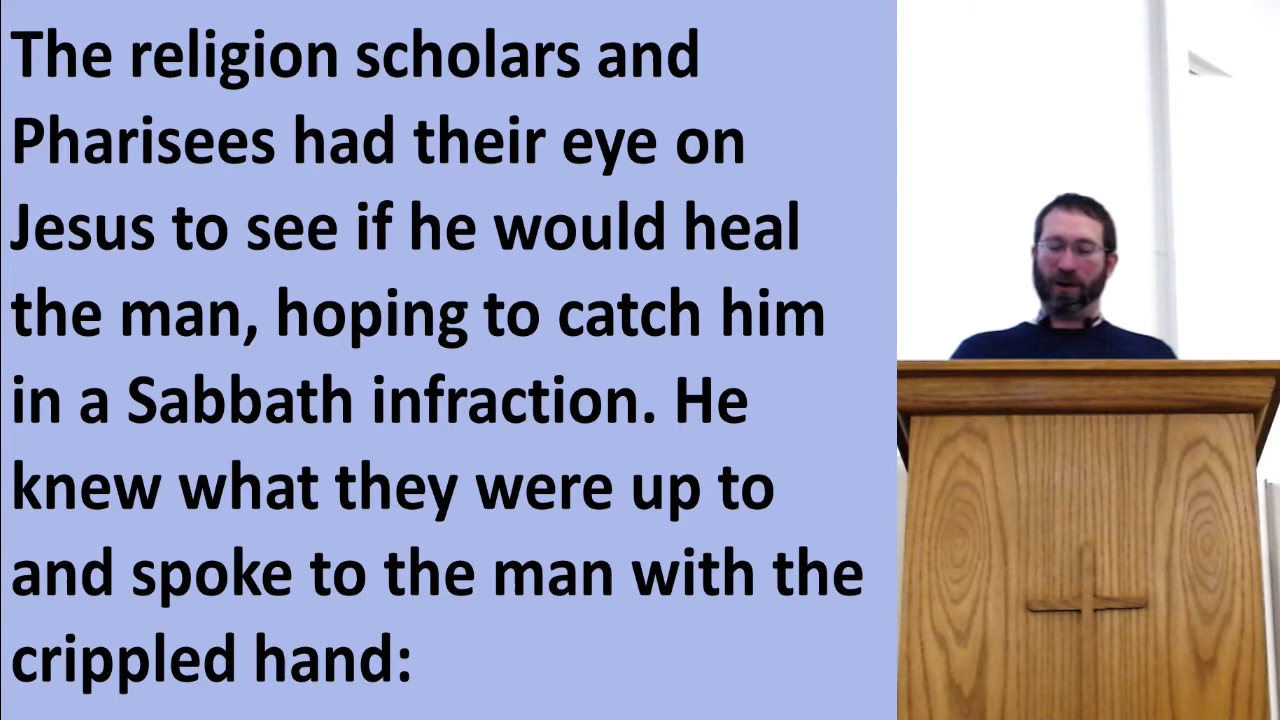 The religion scholars and
Pharisees had their eye on
Jesus to see if he would heal
the man, hoping to catch him
in a Sabbath infraction. He
knew what they were up to
and spoke to the man with the
crippled hand: